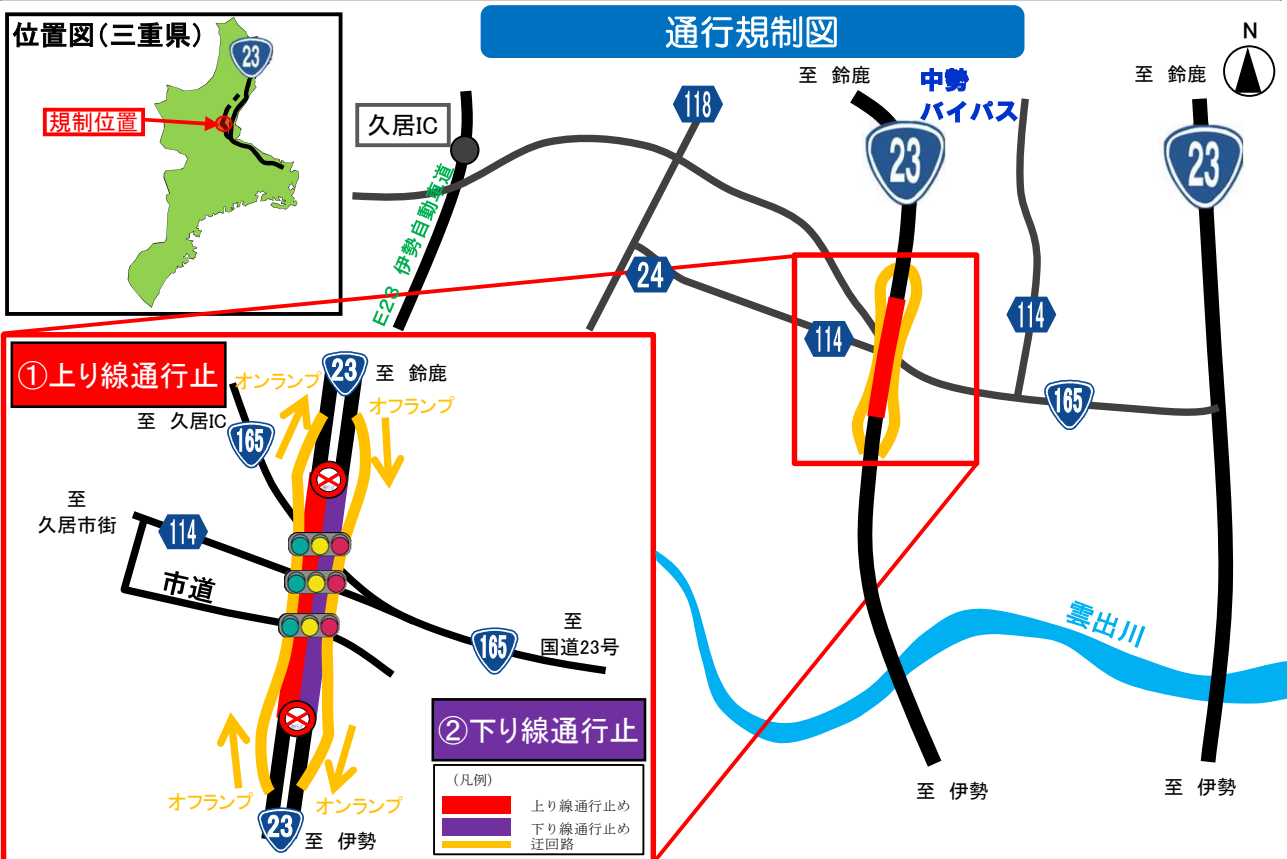 通行規制図
位置図(三重県)
23
規制位置
N
久居IC
118
至 鈴鹿
中勢
バイパス
至 鈴鹿
23
23
E23 伊勢自動車道
24
114
114
165
雲出川
至 伊勢
至 伊勢
①上り線通行止
オンランプ
23
至 鈴鹿
オフランプ
至 久居IC
165
至
久居市街
114
市道
至
国道23号
165
②下り線通行止
オフランプ
オンランプ
23
至 伊勢
(凡例)
上り線通行止め
下り線通行止め
迂回路